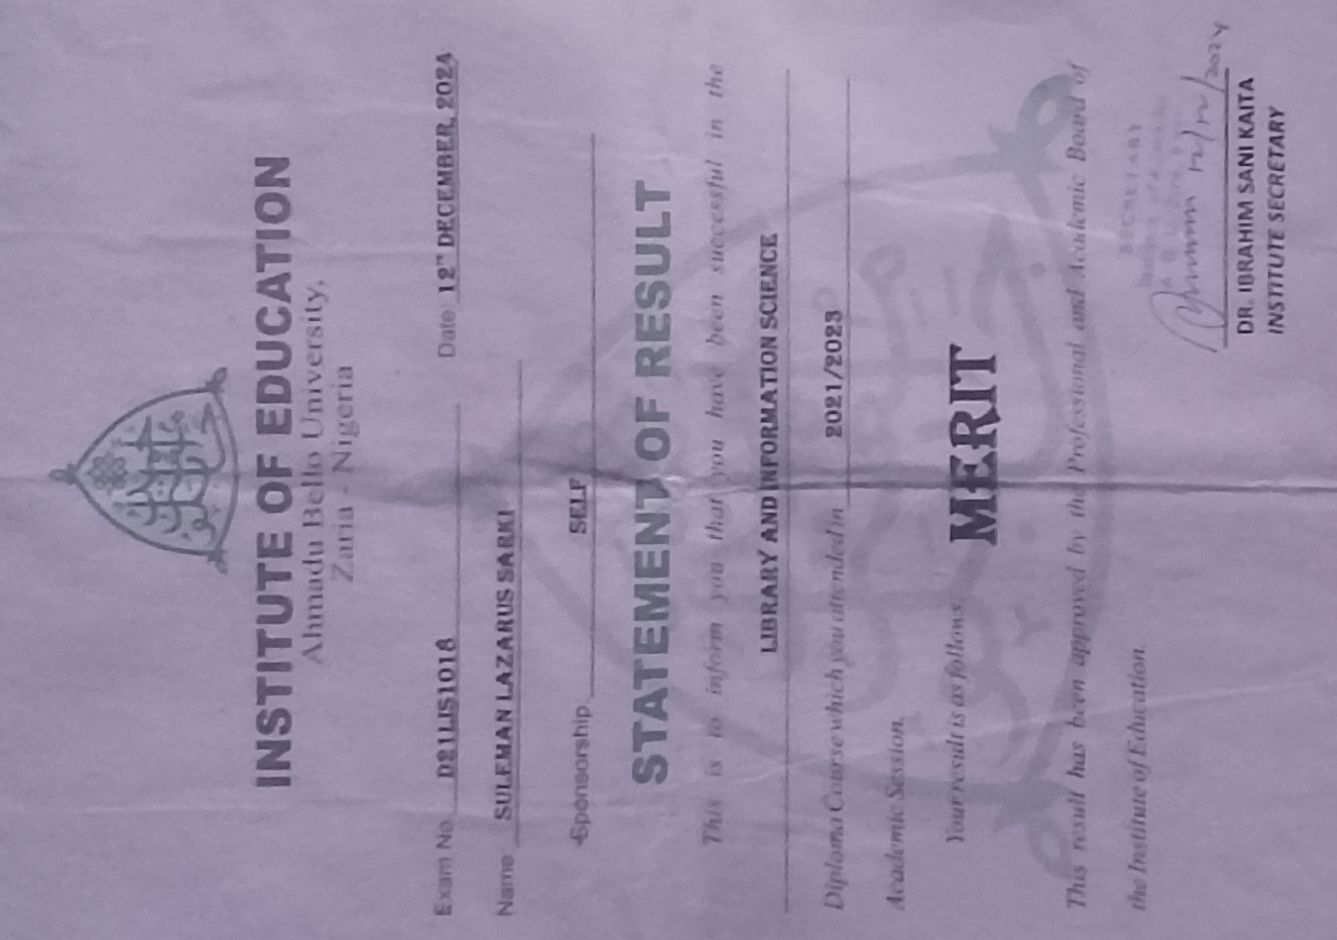 INSTITUTE OF EDUCATION
Ahmadu Bello University,
Zaria - Nigeria
Exam No D21LIS1018 Date 12TH DECEMBER, 2024
Name SULEMAN LAZARUS SARKI
Sponsorship SELF
STATEMENT OF RESULT
This is to inform you that you have been successful in the
LIBRARY AND INFORMATION SCIENCE
Diploma Course which you attended in 2021/2023
Academic Session.
Your result is as follows
MERIT
This result has been approved by the Professional and Academic Board of
the Institute of Education.
SECRETARY
12/12/2024
DR. IBRAHIM SANI KAITA
INSTITUTE SECRETARY